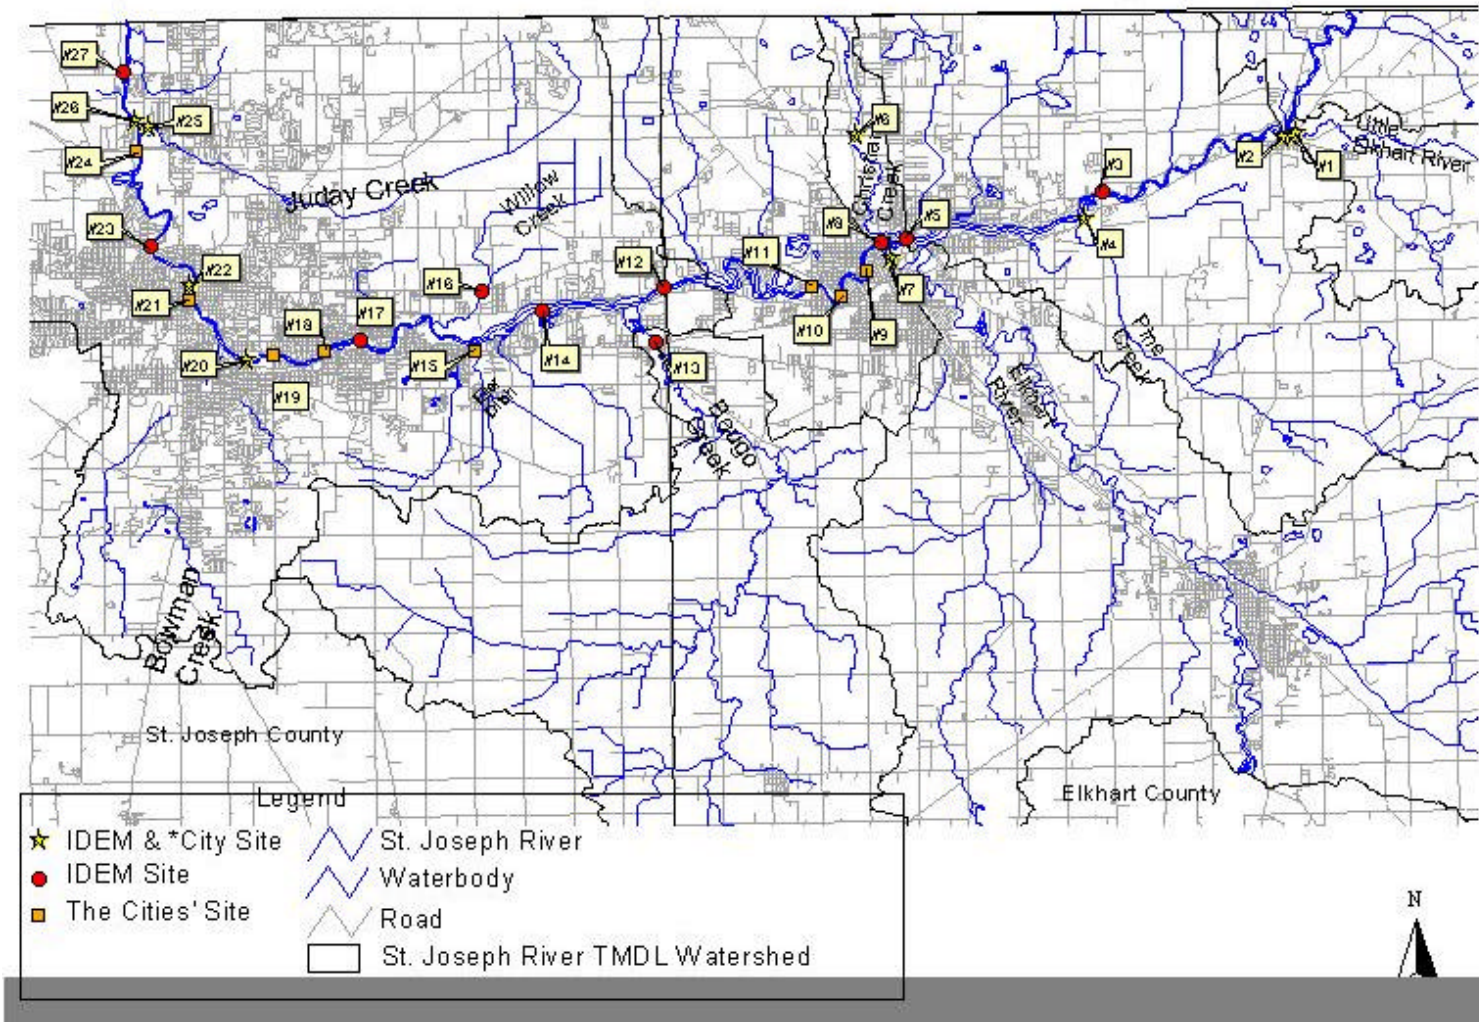 #27
#26
#25
#24
#23
#22
#21
#20
#19
#18
#17
#16
#15
#14
#13
#12
#11
#10
#9
#8
#7
#6
#5
#4
#3
#2
#1
Juday Creek
Willow
Creek
Christian
Creek
Little
Elkhart River
Pine
Creek
Elkhart
River
Baugo
Creek
Bowman
Creek
St. Joseph County
Elkhart County
Legend
IDEM & *City Site
IDEM Site
The Cities' Site
St. Joseph River
Waterbody
Road
St. Joseph River TMDL Watershed
N